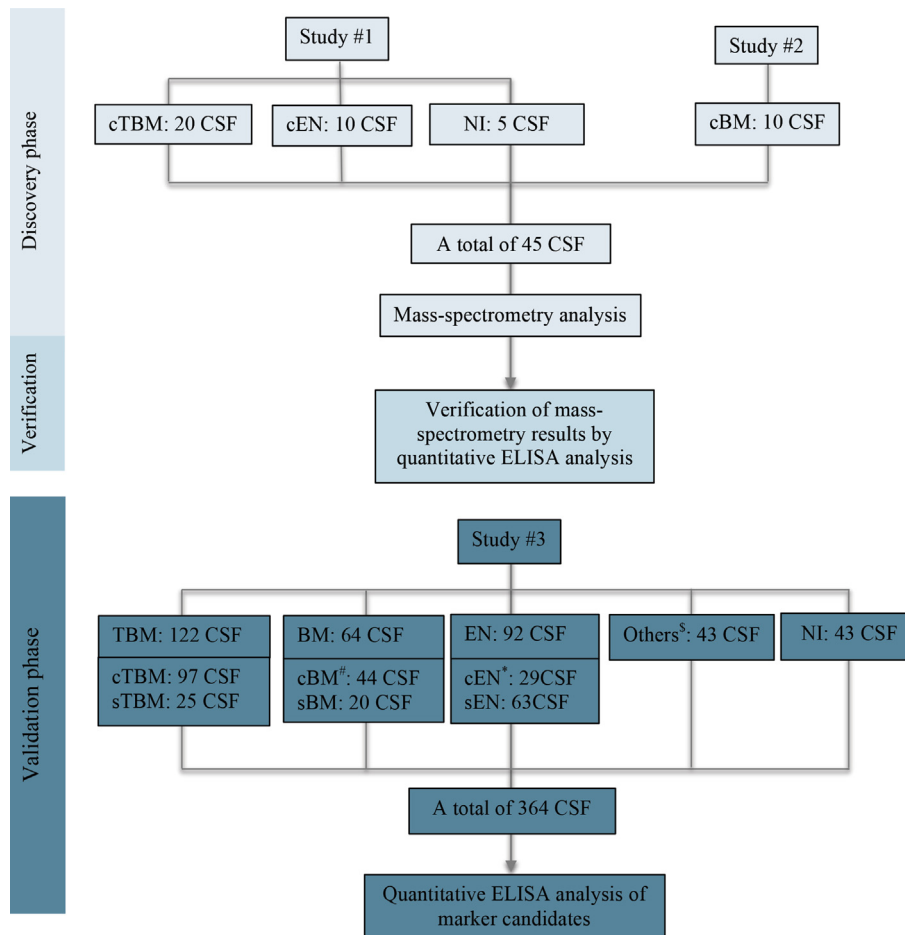 Discovery phase
Study #1
Study #2
cTBM: 20 CSF
cEN: 10 CSF
NI: 5 CSF
cBM: 10 CSF
A total of 45 CSF
Mass-spectrometry analysis
Verification
Verification of mass-
spectrometry results by
quantitative ELISA analysis
Validation phase
Study #3
TBM: 122 CSF
cTBM: 97 CSF
sTBM: 25 CSF
BM: 64 CSF
cBM#: 44 CSF
sBM: 20 CSF
EN: 92 CSF
cEN*: 29CSF
sEN: 63CSF
Others$: 43 CSF
NI: 43 CSF
A total of 364 CSF
Quantitative ELISA analysis of
marker candidates